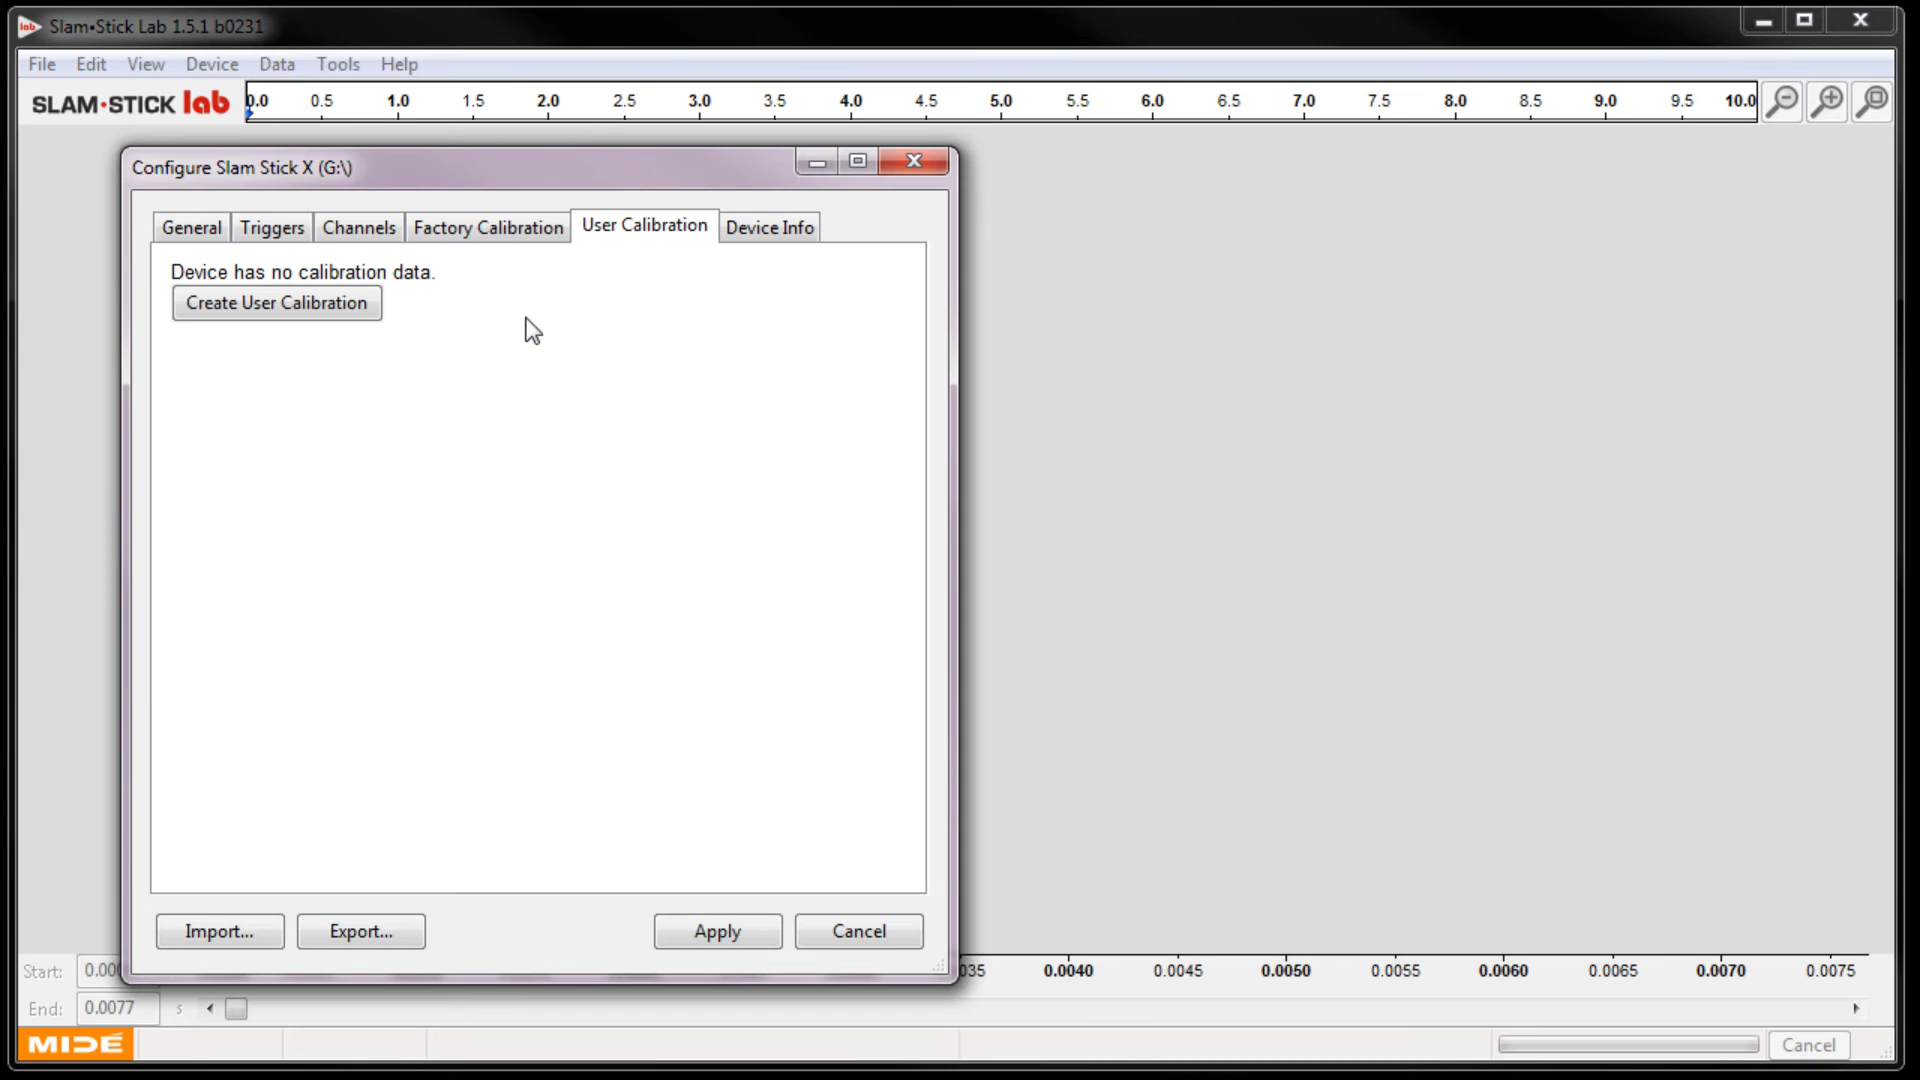 lab Slam•Stick Lab 1.5.1 b0231
File Edit View Device Data Tools Help
SLAM•STICK lab 0.0 0.5 1.0 1.5 2.0 2.5 3.0 3.5 4.0 4.5 5.0 5.5 6.0 6.5 7.0 7.5 8.0 8.5 9.0 9.5 10.0
Configure Slam Stick X (G:\)
General Triggers Channels Factory Calibration User Calibration Device Info
Device has no calibration data.
Create User Calibration
Import... Export... Apply Cancel
Start: 0.000 035 0.0040 0.0045 0.0050 0.0055 0.0060 0.0065 0.0070 0.0075
End: 0.0077 s
MIDÉ Cancel